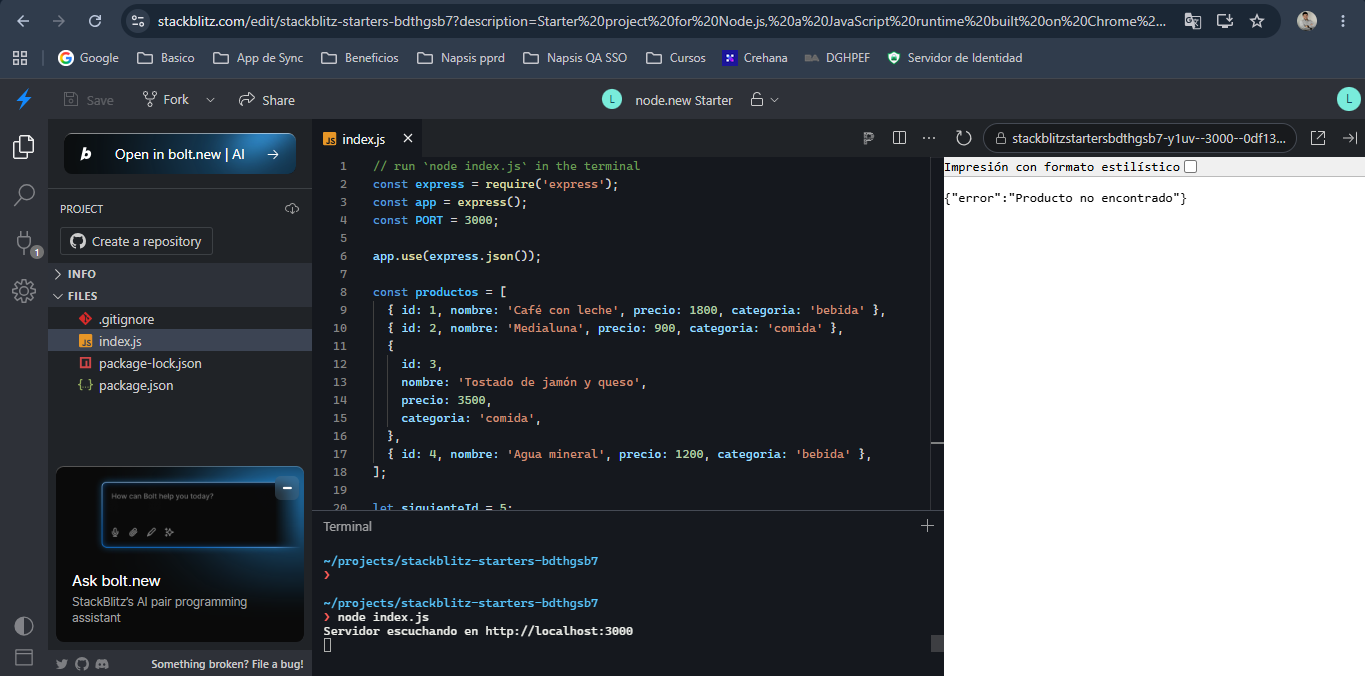 stackblitz.com/edit/stackblitz-starters-bdthgsb7?description=Starter%20project%20for%20Node.js,%20a%20JavaScript%20runtime%20built%20on%20Chrome%...
Google Basico App de Sync Beneficios Napsis pprd Napsis QA SSO Cursos Crehana DGHPEF Servidor de Identidad
Save Fork Share L node.new Starter L
b Open in bolt.new | AI →
PROJECT
Create a repository
1
INFO
FILES
.gitignore
JS index.js
package-lock.json
{..} package.json
How can Bolt help you today?
Ask bolt.new
StackBlitz's AI pair programming
assistant
Something broken? File a bug!
JS index.js
1 // run `node index.js` in the terminal
2 const express = require('express');
3 const app = express();
4 const PORT = 3000;
5
6 app.use(express.json());
7
8 const productos = [
9 { id: 1, nombre: 'Café con leche', precio: 1800, categoria: 'bebida' },
10 { id: 2, nombre: 'Medialuna', precio: 900, categoria: 'comida' },
11 {
12 id: 3,
13 nombre: 'Tostado de jamón y queso',
14 precio: 3500,
15 categoria: 'comida',
16 },
17 { id: 4, nombre: 'Agua mineral', precio: 1200, categoria: 'bebida' },
18 ];
19
20 let siguienteId = 5;
Terminal
~/projects/stackblitz-starters-bdthgsb7
❯
~/projects/stackblitz-starters-bdthgsb7
❯ node index.js
Servidor escuchando en http://localhost:3000
stackblitzstartersbdthgsb7-y1uv--3000--0df13...
Impresión con formato estilístico
{"error":"Producto no encontrado"}